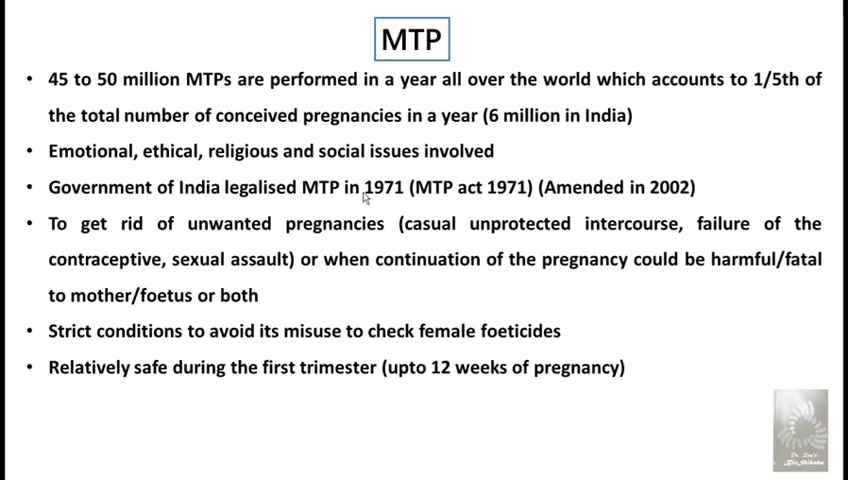 MTP
• 45 to 50 million MTPs are performed in a year all over the world which accounts to 1/5th of
the total number of conceived pregnancies in a year (6 million in India)
• Emotional, ethical, religious and social issues involved
• Government of India legalised MTP in 1971 (MTP act 1971) (Amended in 2002)
• To get rid of unwanted pregnancies (casual unprotected intercourse, failure of the
contraceptive, sexual assault) or when continuation of the pregnancy could be harmful/fatal
to mother/foetus or both
• Strict conditions to avoid its misuse to check female foeticides
• Relatively safe during the first trimester (upto 12 weeks of pregnancy)